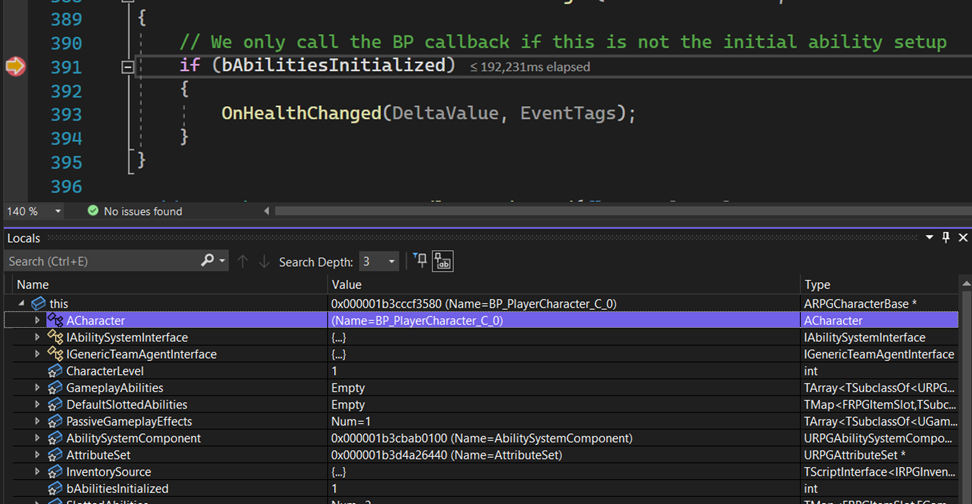 389 {
390 // We only call the BP callback if this is not the initial ability setup
391 if (bAbilitiesInitialized) ≤ 192,231ms elapsed
392 {
393 OnHealthChanged(DeltaValue, EventTags);
394 }
395 }
396
140 % No issues found
Locals
Search (Ctrl+E) Search Depth: 3
Name Value Type
this 0x000001b3cccf3580 (Name=BP_PlayerCharacter_C_0) ARPGCharacterBase *
ACharacter (Name=BP_PlayerCharacter_C_0) ACharacter
IAbilitySystemInterface {...} IAbilitySystemInterface
IGenericTeamAgentInterface {...} IGenericTeamAgentInterface
CharacterLevel 1 int
GameplayAbilities Empty TArray<TSubclassOf<URPG...
DefaultSlottedAbilities Empty TMap<FRPGItemSlot,TSubc...
PassiveGameplayEffects Num=1 TArray<TSubclassOf<UGam...
AbilitySystemComponent 0x000001b3cbab0100 (Name=AbilitySystemComponent) URPGAbilitySystemCompo...
AttributeSet 0x000001b3d4a26440 (Name=AttributeSet) URPGAttributeSet *
InventorySource {...} TScriptInterface<IRPGInven...
bAbilitiesInitialized 1 int